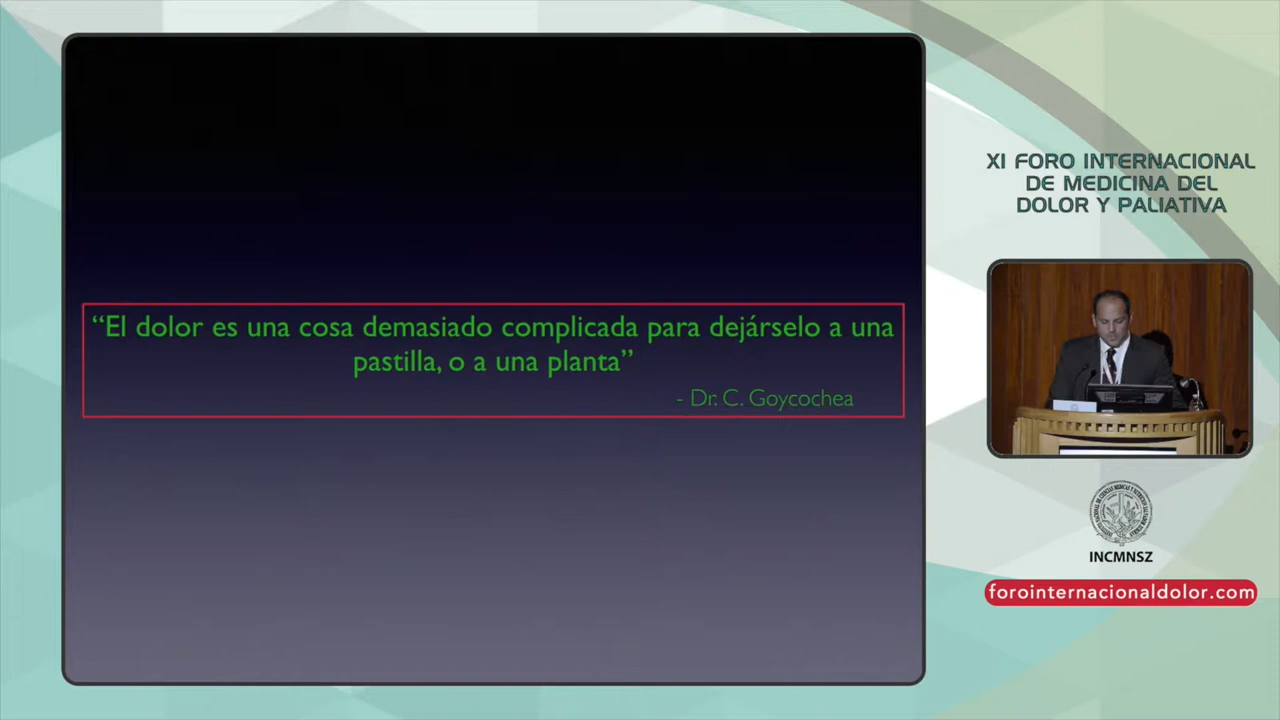 “El dolor es una cosa demasiado complicada para dejárselo a una
pastilla, o a una planta”
- Dr. C. Goycochea
XI FORO INTERNACIONAL
DE MEDICINA DEL
DOLOR Y PALIATIVA
INCMNSZ
forointernacionaldolor.com